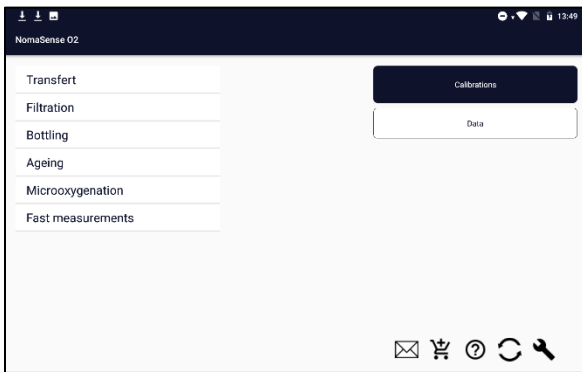 13:49
NomaSense O2
Transfert
Filtration
Bottling
Ageing
Microoxygenation
Fast measurements
Calibrations
Data